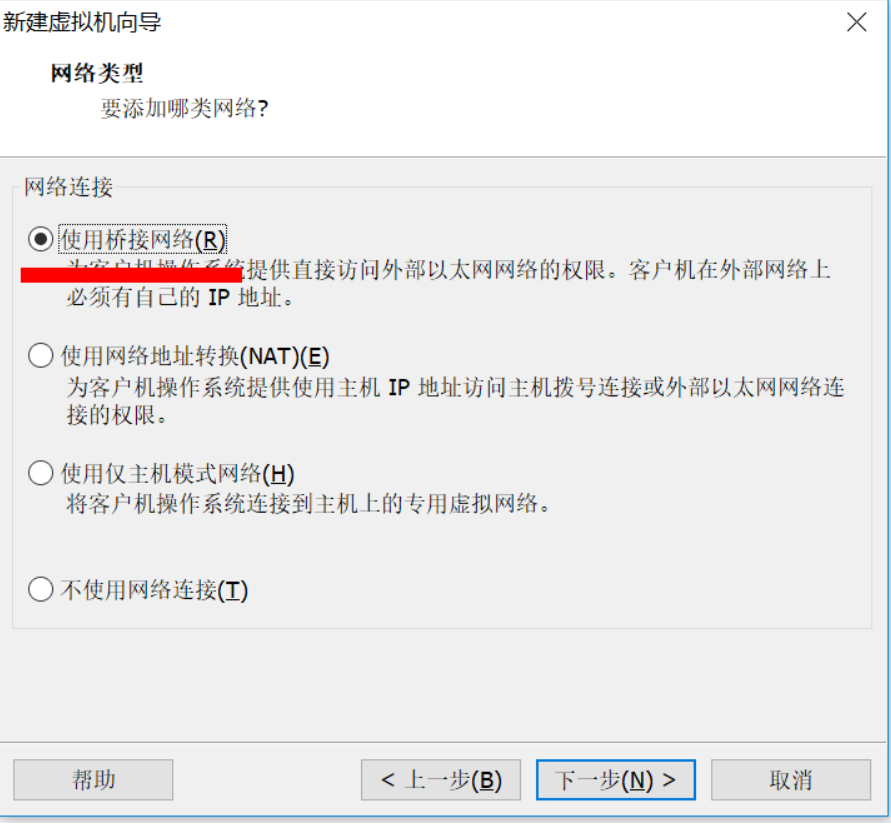 新建虚拟机向导
网络类型
要添加哪类网络?
网络连接
使用桥接网络(R)
为客户机操作系统提供直接访问外部以太网网络的权限。客户机在外部网络上
必须有自己的 IP 地址。
使用网络地址转换(NAT)(E)
为客户机操作系统提供使用主机 IP 地址访问主机拨号连接或外部以太网网络连
接的权限。
使用仅主机模式网络(H)
将客户机操作系统连接到主机上的专用虚拟网络。
不使用网络连接(T)
帮助
< 上一步(B)
下一步(N) >
取消